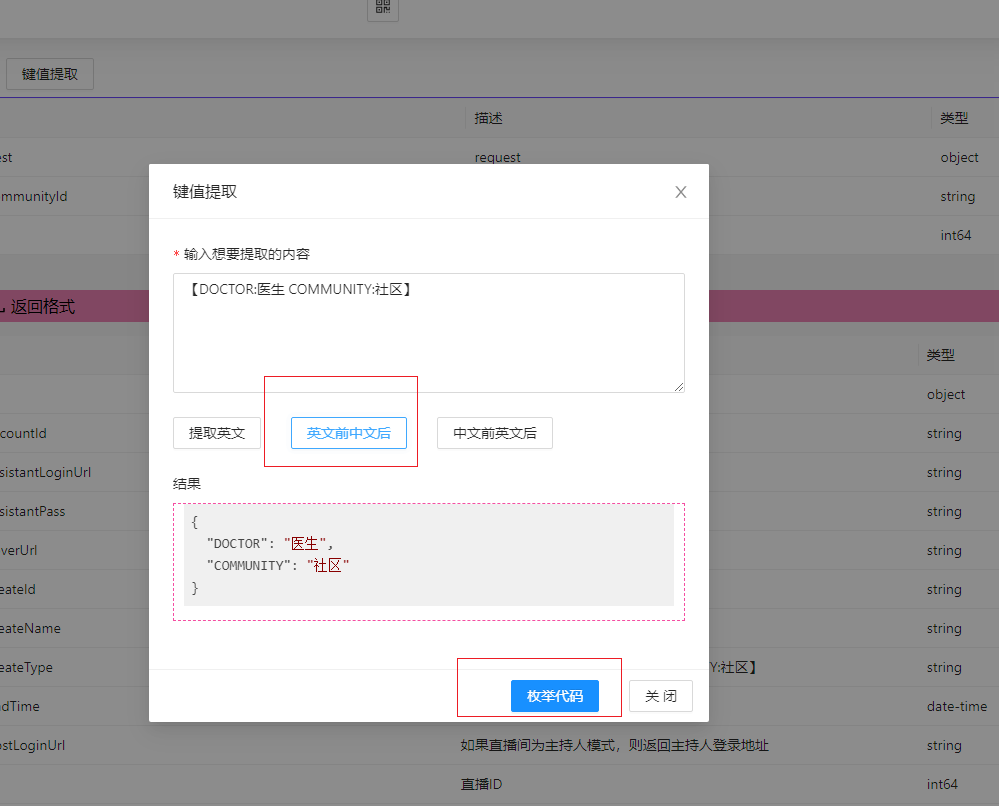 键值提取
描述 类型
est request object
mmunityId string
int64
键值提取
* 输入想要提取的内容
【DOCTOR:医生 COMMUNITY:社区】
提取英文 英文前中文后 中文前英文后
结果
{
"DOCTOR": "医生",
"COMMUNITY": "社区"
}
枚举代码 关 闭
返回格式
类型
object
countId string
sistantLoginUrl string
sistantPass string
verUrl string
eateId string
eateName string
eateType Y:社区】 string
dTime date-time
ostLoginUrl 如果直播间为主持人模式，则返回主持人登录地址 string
直播ID int64